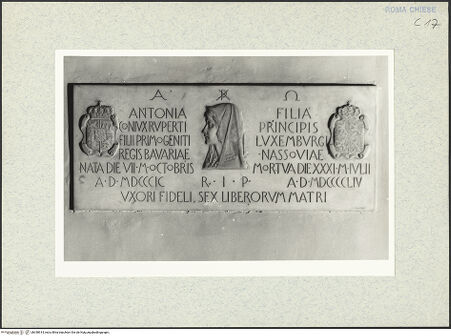 ROMA CHIESE
C 17
A ☧ Ω
ANTONIA FILIA
CONIVX RVPERTI PRINCIPIS
FILII PRIMOGENITI LVXEMBVRG
REGIS BAVARIAE NASSOVIAE
NATA DIE VII·M·OCTOBRIS MORTVA DIE XXXI·M·IVLII
A·D·MDCCCIC R·I·P A·D·MDCCCCLIV
VXORI FIDELI, SEX LIBERORVM MATRI